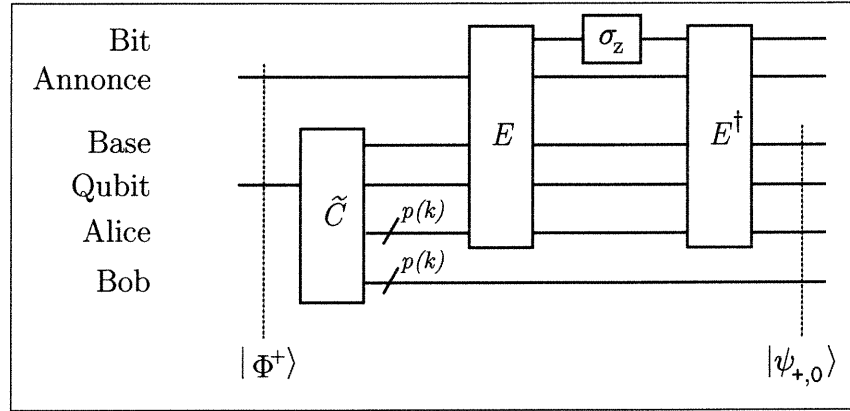 Bit
σz
Annonce
Base
E
E†
Qubit
C̃
Alice
p(k)
Bob
p(k)
| Φ⁺⟩
|ψ₊,₀⟩